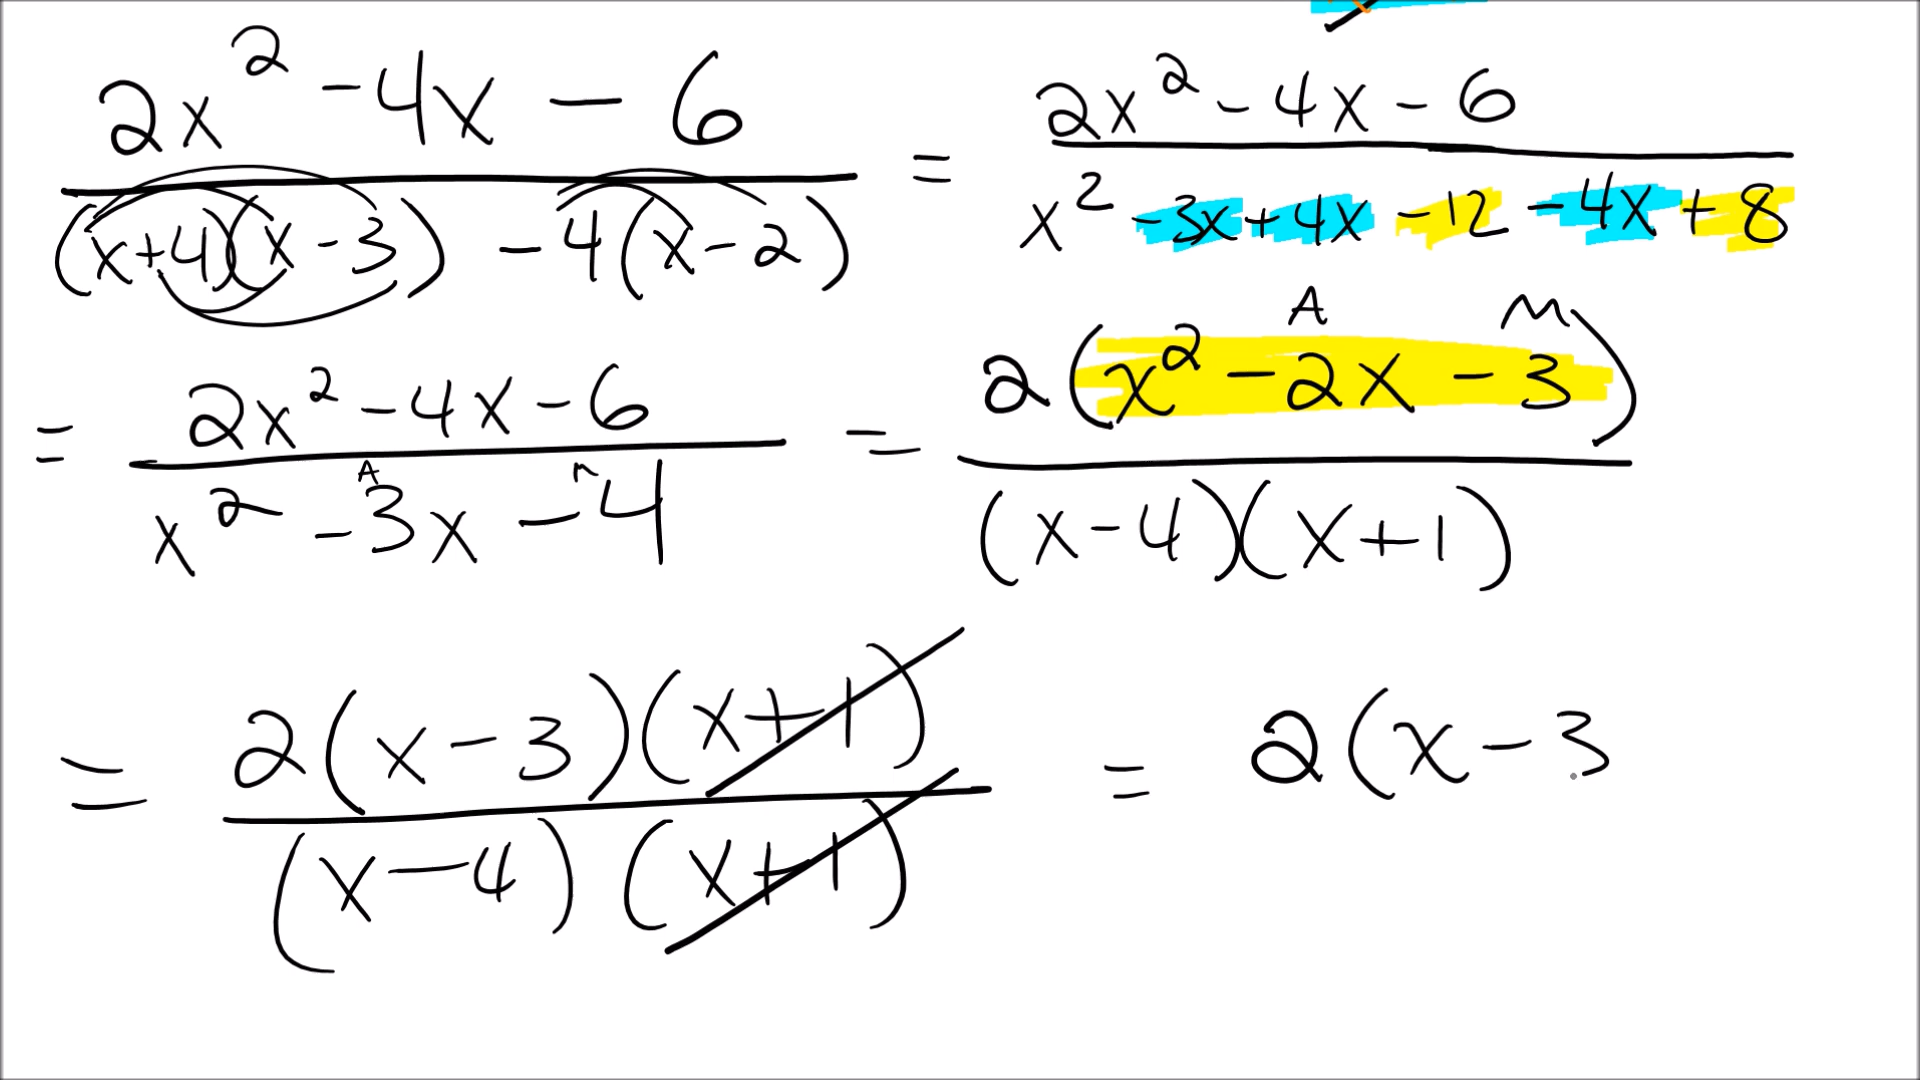 2x² - 4x - 6 = 2x² - 4x - 6
(x+4)(x-3) - 4(x-2) x² - 3x + 4x - 12 - 4x + 8
A M
= 2x² - 4x - 6 = 2(x² - 2x - 3)
A M
x² - 3x - 4 (x-4)(x+1)
= 2(x-3)(x+1) = 2(x-3
(x-4)(x+1)